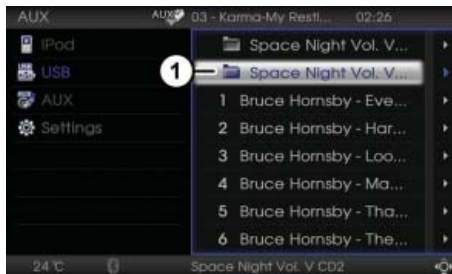 AUX AUX 03 - Karma-My Resti... 02:26
iPod
USB
AUX
Settings
Space Night Vol. V...
1 Space Night Vol. V...
1 Bruce Hornsby - Eve...
2 Bruce Hornsby - Har...
3 Bruce Hornsby - Loo...
4 Bruce Hornsby - Ma...
5 Bruce Hornsby - Tha...
6 Bruce Hornsby - The...
24 °C Space Night Vol. V CD2